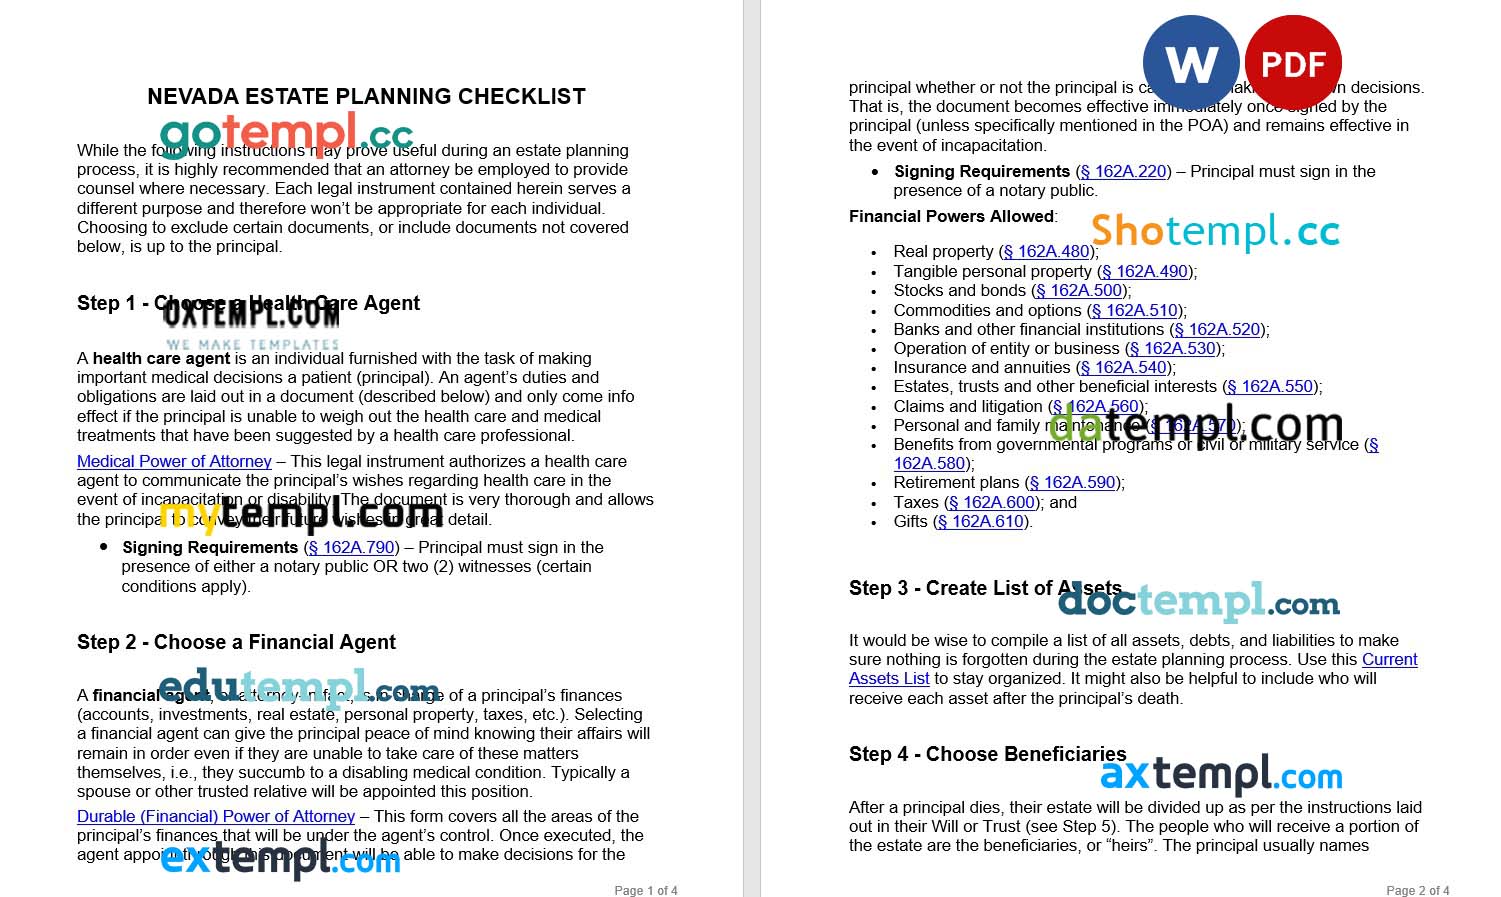 NEVADA ESTATE PLANNING CHECKLIST
gotempl.cc
While the following instructions may prove useful during an estate planning
process, it is highly recommended that an attorney be employed to provide
counsel where necessary. Each legal instrument contained herein serves a
different purpose and therefore won’t be appropriate for each individual.
Choosing to exclude certain documents, or include documents not covered
below, is up to the principal.
Step 1 - Choose a Health Care Agent
OXTEMPL.COM
WE MAKE TEMPLATES
A health care agent is an individual furnished with the task of making
important medical decisions a patient (principal). An agent’s duties and
obligations are laid out in a document (described below) and only come info
effect if the principal is unable to weigh out the health care and medical
treatments that have been suggested by a health care professional.
Medical Power of Attorney – This legal instrument authorizes a health care
agent to communicate the principal’s wishes regarding health care in the
event of incapacitation or disability. The document is very thorough and allows
the principal to convey their future wishes in great detail.
mytempl.com
• Signing Requirements (§ 162A.790) – Principal must sign in the
presence of either a notary public OR two (2) witnesses (certain
conditions apply).
Step 2 - Choose a Financial Agent
edutempl.com
A financial agent, or attorney-in-fact, is in charge of a principal’s finances
(accounts, investments, real estate, personal property, taxes, etc.). Selecting
a financial agent can give the principal peace of mind knowing their affairs will
remain in order even if they are unable to take care of these matters
themselves, i.e., they succumb to a disabling medical condition. Typically a
spouse or other trusted relative will be appointed this position.
Durable (Financial) Power of Attorney – This form covers all the areas of the
principal’s finances that will be under the agent’s control. Once executed, the
agent appoint through this document will be able to make decisions for the
extempl.com
Page 1 of 4
W
PDF
principal whether or not the principal is decisions.
That is, the document becomes effective immediately once signed by the
principal (unless specifically mentioned in the POA) and remains effective in
the event of incapacitation.
• Signing Requirements (§ 162A.220) – Principal must sign in the
presence of a notary public.
Financial Powers Allowed:
Shotempl.cc
• Real property (§ 162A.480);
• Tangible personal property (§ 162A.490);
• Stocks and bonds (§ 162A.500);
• Commodities and options (§ 162A.510);
• Banks and other financial institutions (§ 162A.520);
• Operation of entity or business (§ 162A.530);
• Insurance and annuities (§ 162A.540);
• Estates, trusts and other beneficial interests (§ 162A.550);
• Claims and litigation (§ 162A.560);
• Personal and family maintenance (§ 162A.570);
datempl.com
• Benefits from governmental programs or civil or military service (§
162A.580);
• Retirement plans (§ 162A.590);
• Taxes (§ 162A.600); and
• Gifts (§ 162A.610).
Step 3 - Create List of Assets
doctempl.com
It would be wise to compile a list of all assets, debts, and liabilities to make
sure nothing is forgotten during the estate planning process. Use this Current
Assets List to stay organized. It might also be helpful to include who will
receive each asset after the principal’s death.
Step 4 - Choose Beneficiaries
axtempl.com
After a principal dies, their estate will be divided up as per the instructions laid
out in their Will or Trust (see Step 5). The people who will receive a portion of
the estate are the beneficiaries, or “heirs”. The principal usually names
Page 2 of 4